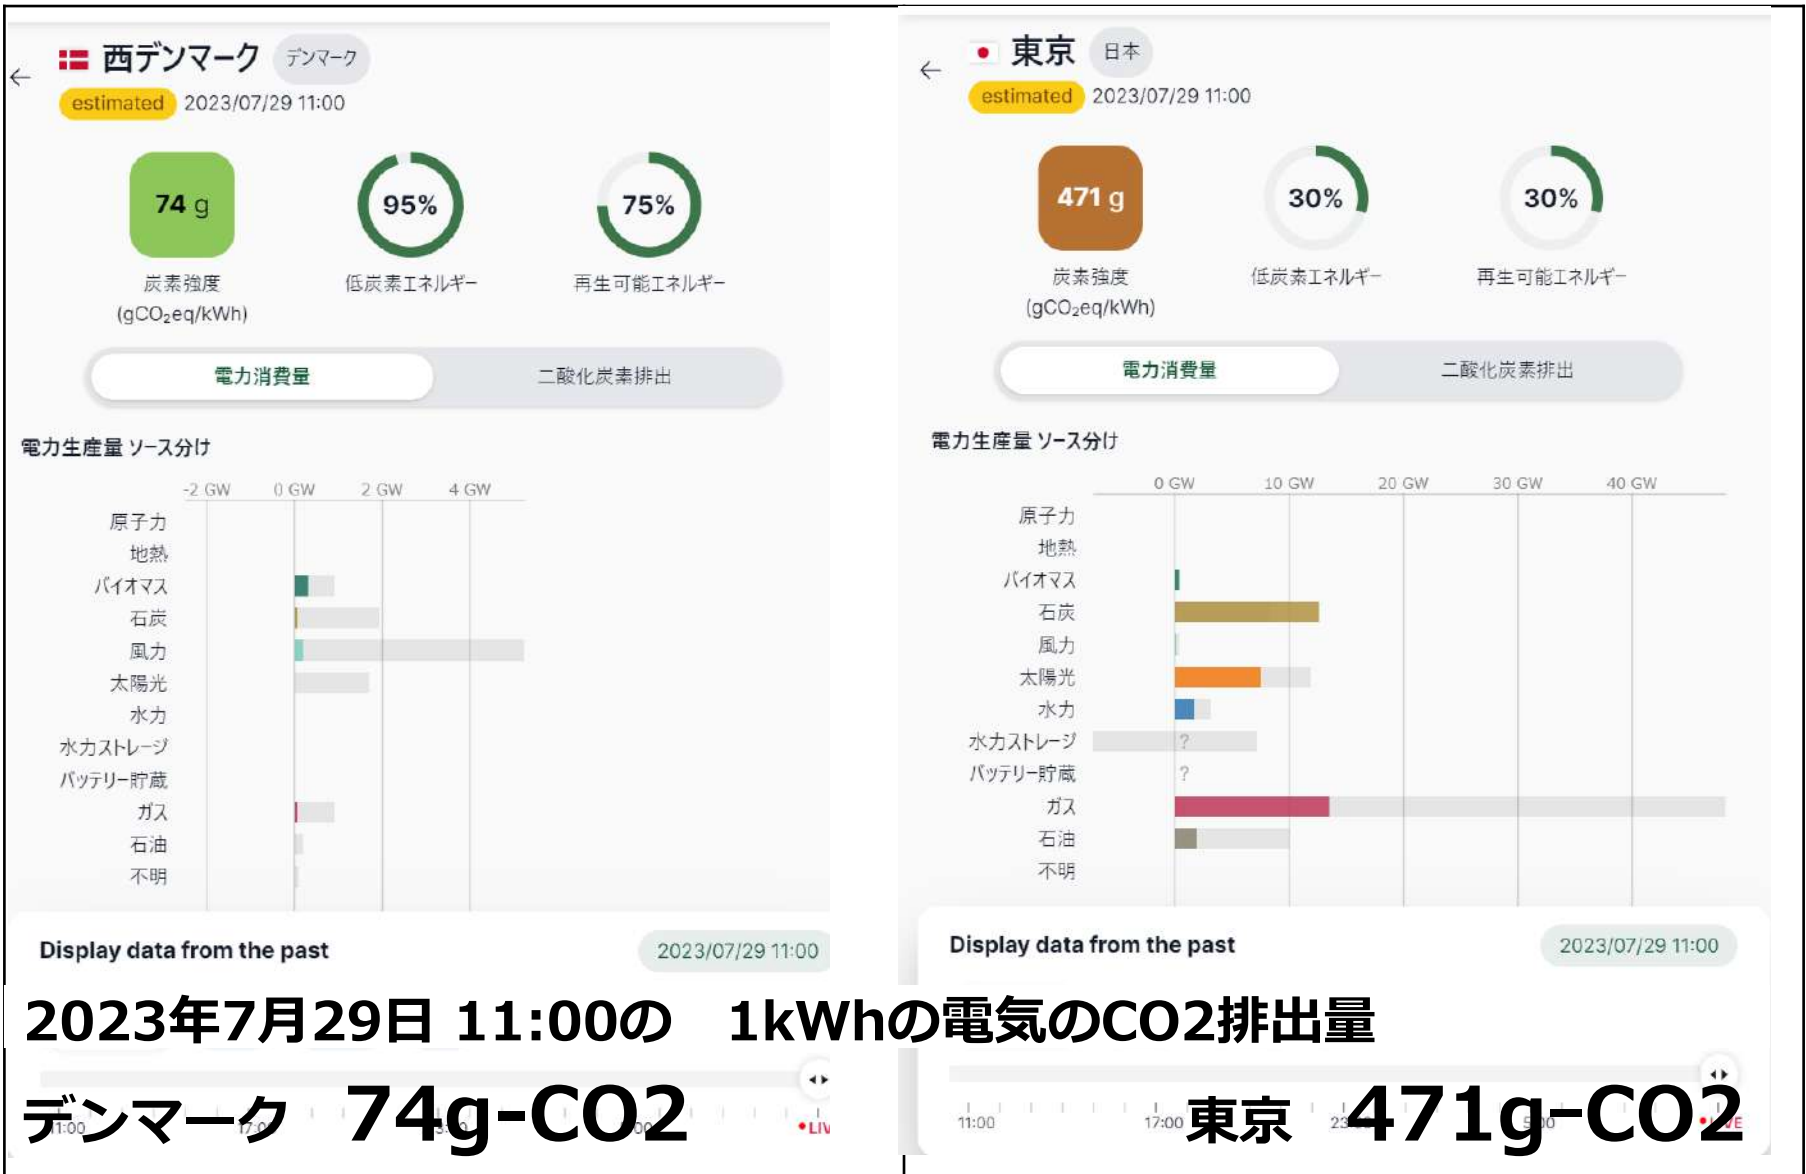 西デンマーク デンマーク
estimated 2023/07/29 11:00
74 g
95%
75%
炭素強度
(gCO₂eq/kWh)
低炭素エネルギー
再生可能エネルギー
電力消費量
二酸化炭素排出
電力生産量 ソース分け
-2 GW 0 GW 2 GW 4 GW
原子力
地熱
バイオマス
石炭
風力
太陽光
水力
水力ストレージ
バッテリー貯蔵
ガス
石油
不明
Display data from the past
2023/07/29 11:00
東京 日本
estimated 2023/07/29 11:00
471 g
30%
30%
炭素強度
(gCO₂eq/kWh)
低炭素エネルギー
再生可能エネルギー
電力消費量
二酸化炭素排出
電力生産量 ソース分け
0 GW 10 GW 20 GW 30 GW 40 GW
原子力
地熱
バイオマス
石炭
風力
太陽光
水力
水力ストレージ ?
バッテリー貯蔵 ?
ガス
石油
不明
Display data from the past
2023/07/29 11:00
11:00 17:00
2023年7月29日 11:00の 1kWhの電気のCO2排出量
デンマーク 74g-CO2
東京 471g-CO2